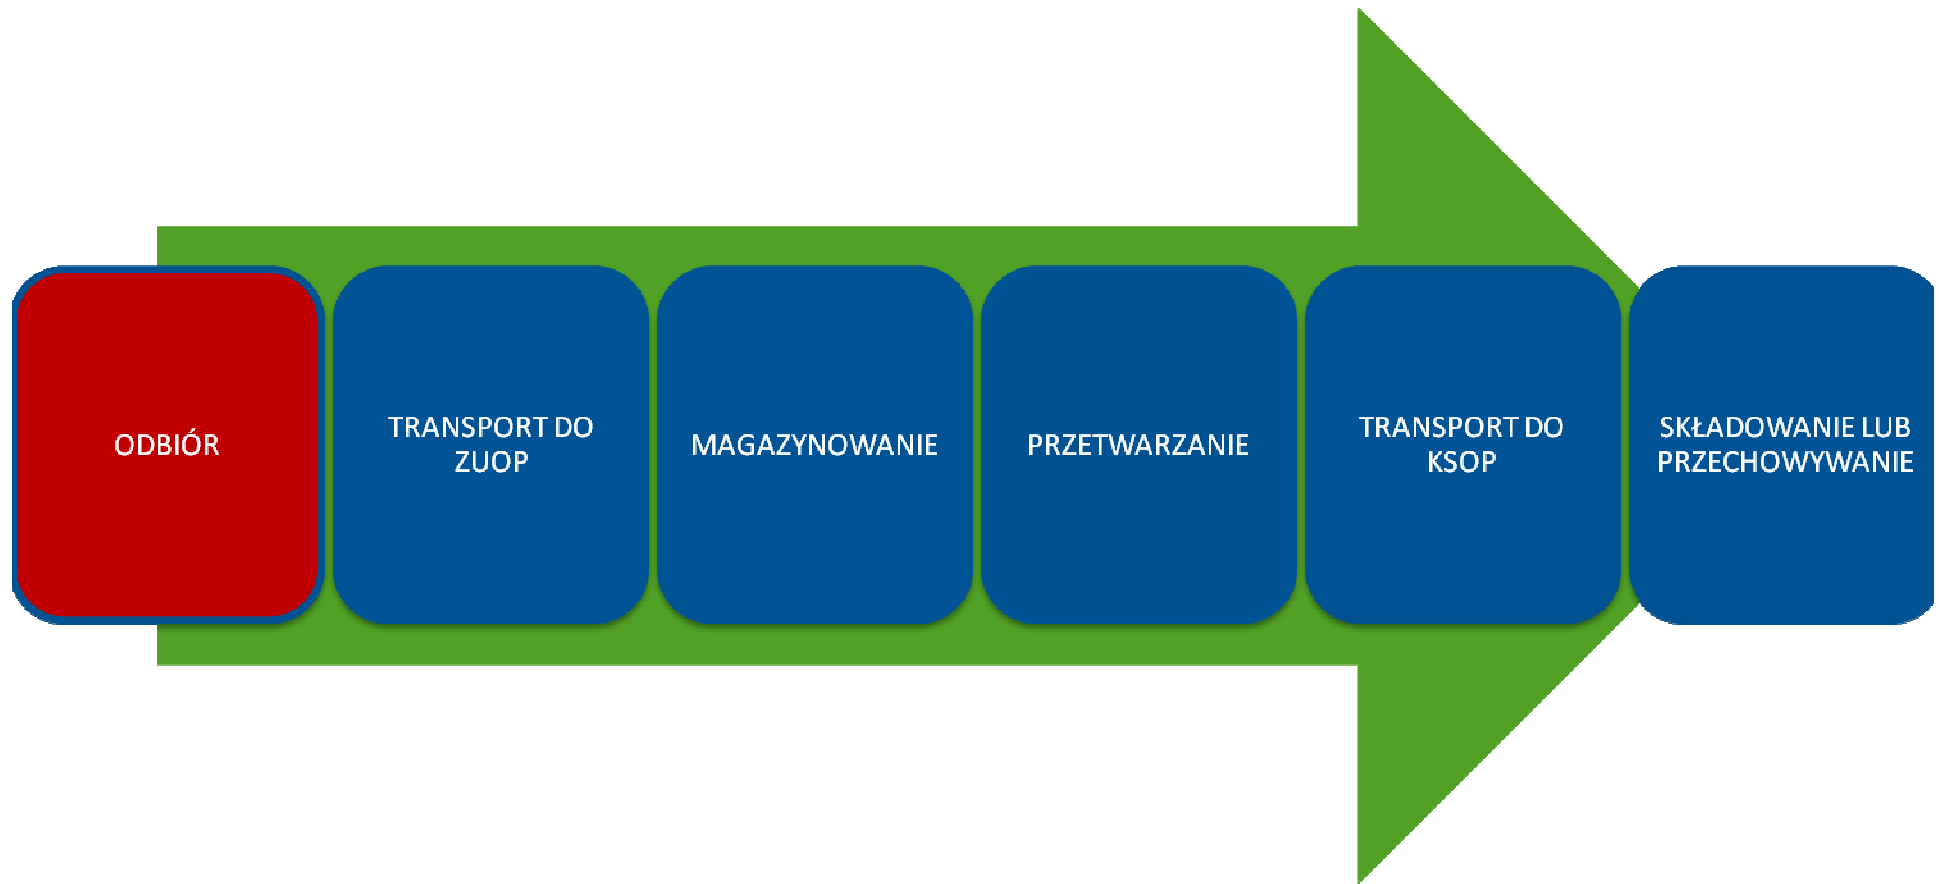 ODBIÓR
TRANSPORT DO
ZUOP
MAGAZYNOWANIE
PRZETWARZANIE
TRANSPORT DO
KSOP
SKŁADOWANIE LUB
PRZECHOWYWANIE